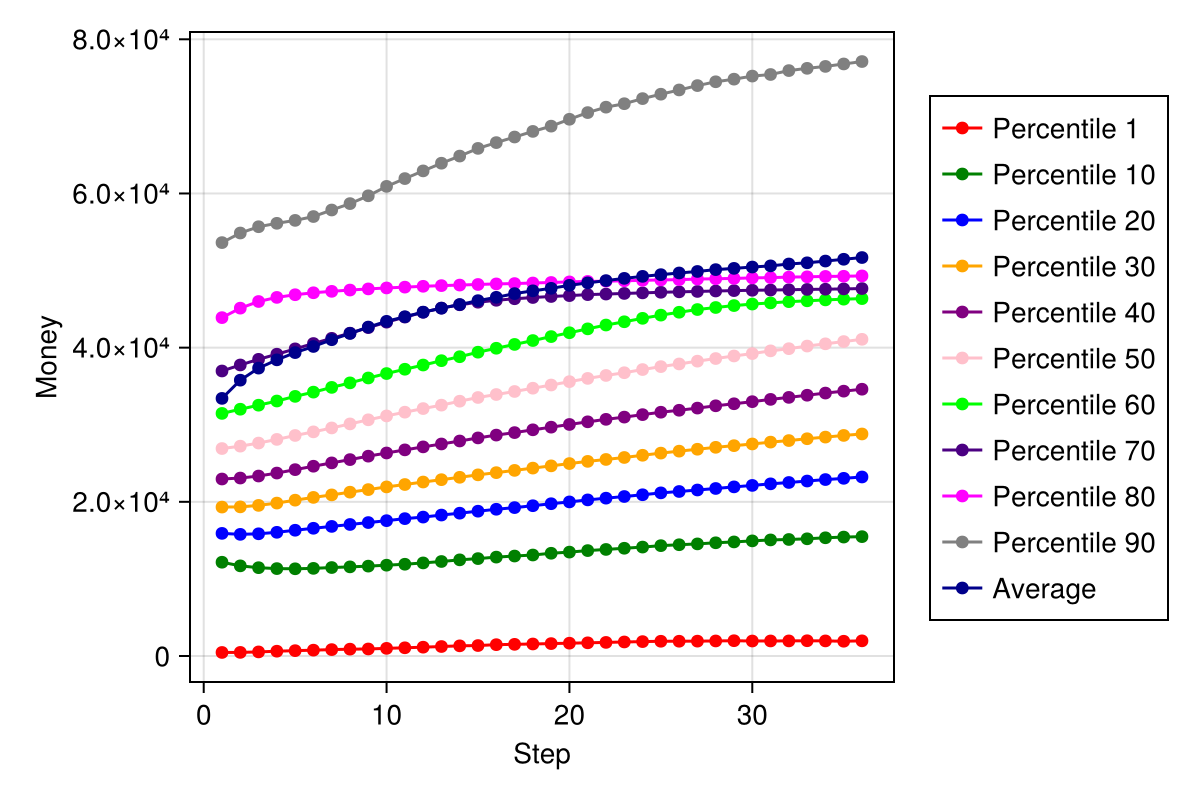 8.0×10⁴
6.0×10⁴
4.0×10⁴
2.0×10⁴
0
Money
0 10 20 30
Step
Percentile 1
Percentile 10
Percentile 20
Percentile 30
Percentile 40
Percentile 50
Percentile 60
Percentile 70
Percentile 80
Percentile 90
Average